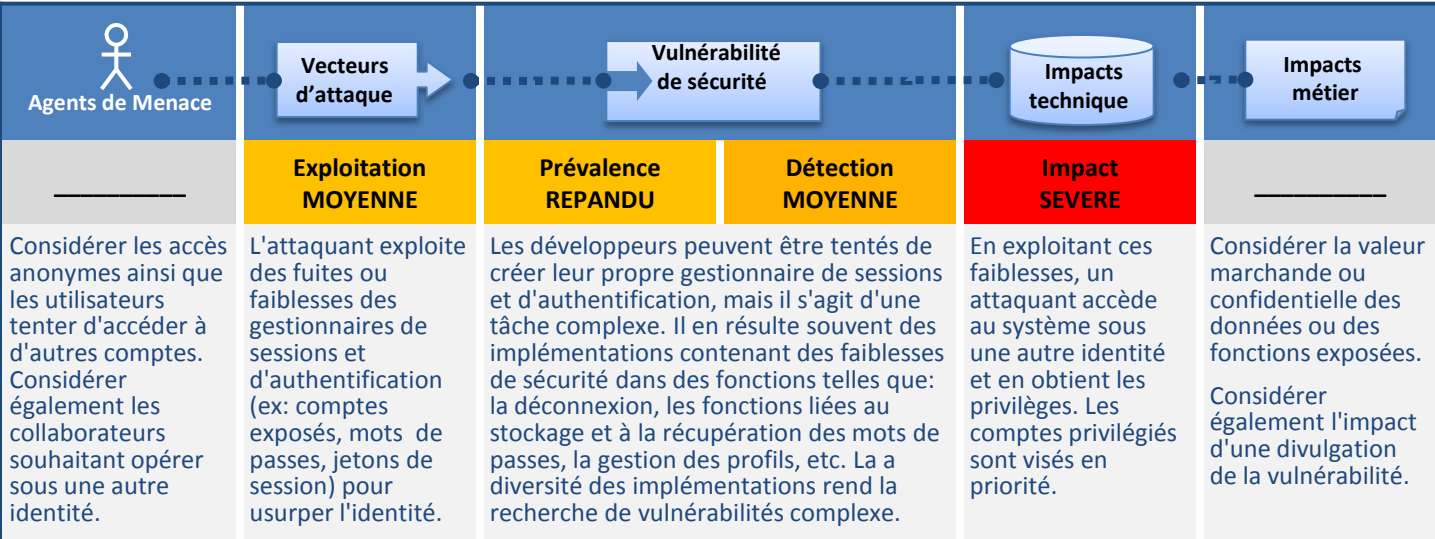 Agents de Menace
Vecteurs
d’attaque
Vulnérabilité
de sécurité
Impacts
technique
Impacts
métier
__________
Exploitation
MOYENNE
Prévalence
REPANDU
Détection
MOYENNE
Impact
SEVERE
__________
Considérer les accès
anonymes ainsi que
les utilisateurs
tenter d'accéder à
d'autres comptes.
Considérer
également les
collaborateurs
souhaitant opérer
sous une autre
identité.
L'attaquant exploite
des fuites ou
faiblesses des
gestionnaires de
sessions et
d'authentification
(ex: comptes
exposés, mots de
passes, jetons de
session) pour
usurper l'identité.
Les développeurs peuvent être tentés de
créer leur propre gestionnaire de sessions
et d'authentification, mais il s'agit d'une
tâche complexe. Il en résulte souvent des
implémentations contenant des faiblesses
de sécurité dans des fonctions telles que:
la déconnexion, les fonctions liées au
stockage et à la récupération des mots de
passes, la gestion des profils, etc. La a
diversité des implémentations rend la
recherche de vulnérabilités complexe.
En exploitant ces
faiblesses, un
attaquant accède
au système sous
une autre identité
et en obtient les
privilèges. Les
comptes privilégiés
sont visés en
priorité.
Considérer la valeur
marchande ou
confidentielle des
données ou des
fonctions exposées.
Considérer
également l'impact
d'une divulgation
de la vulnérabilité.